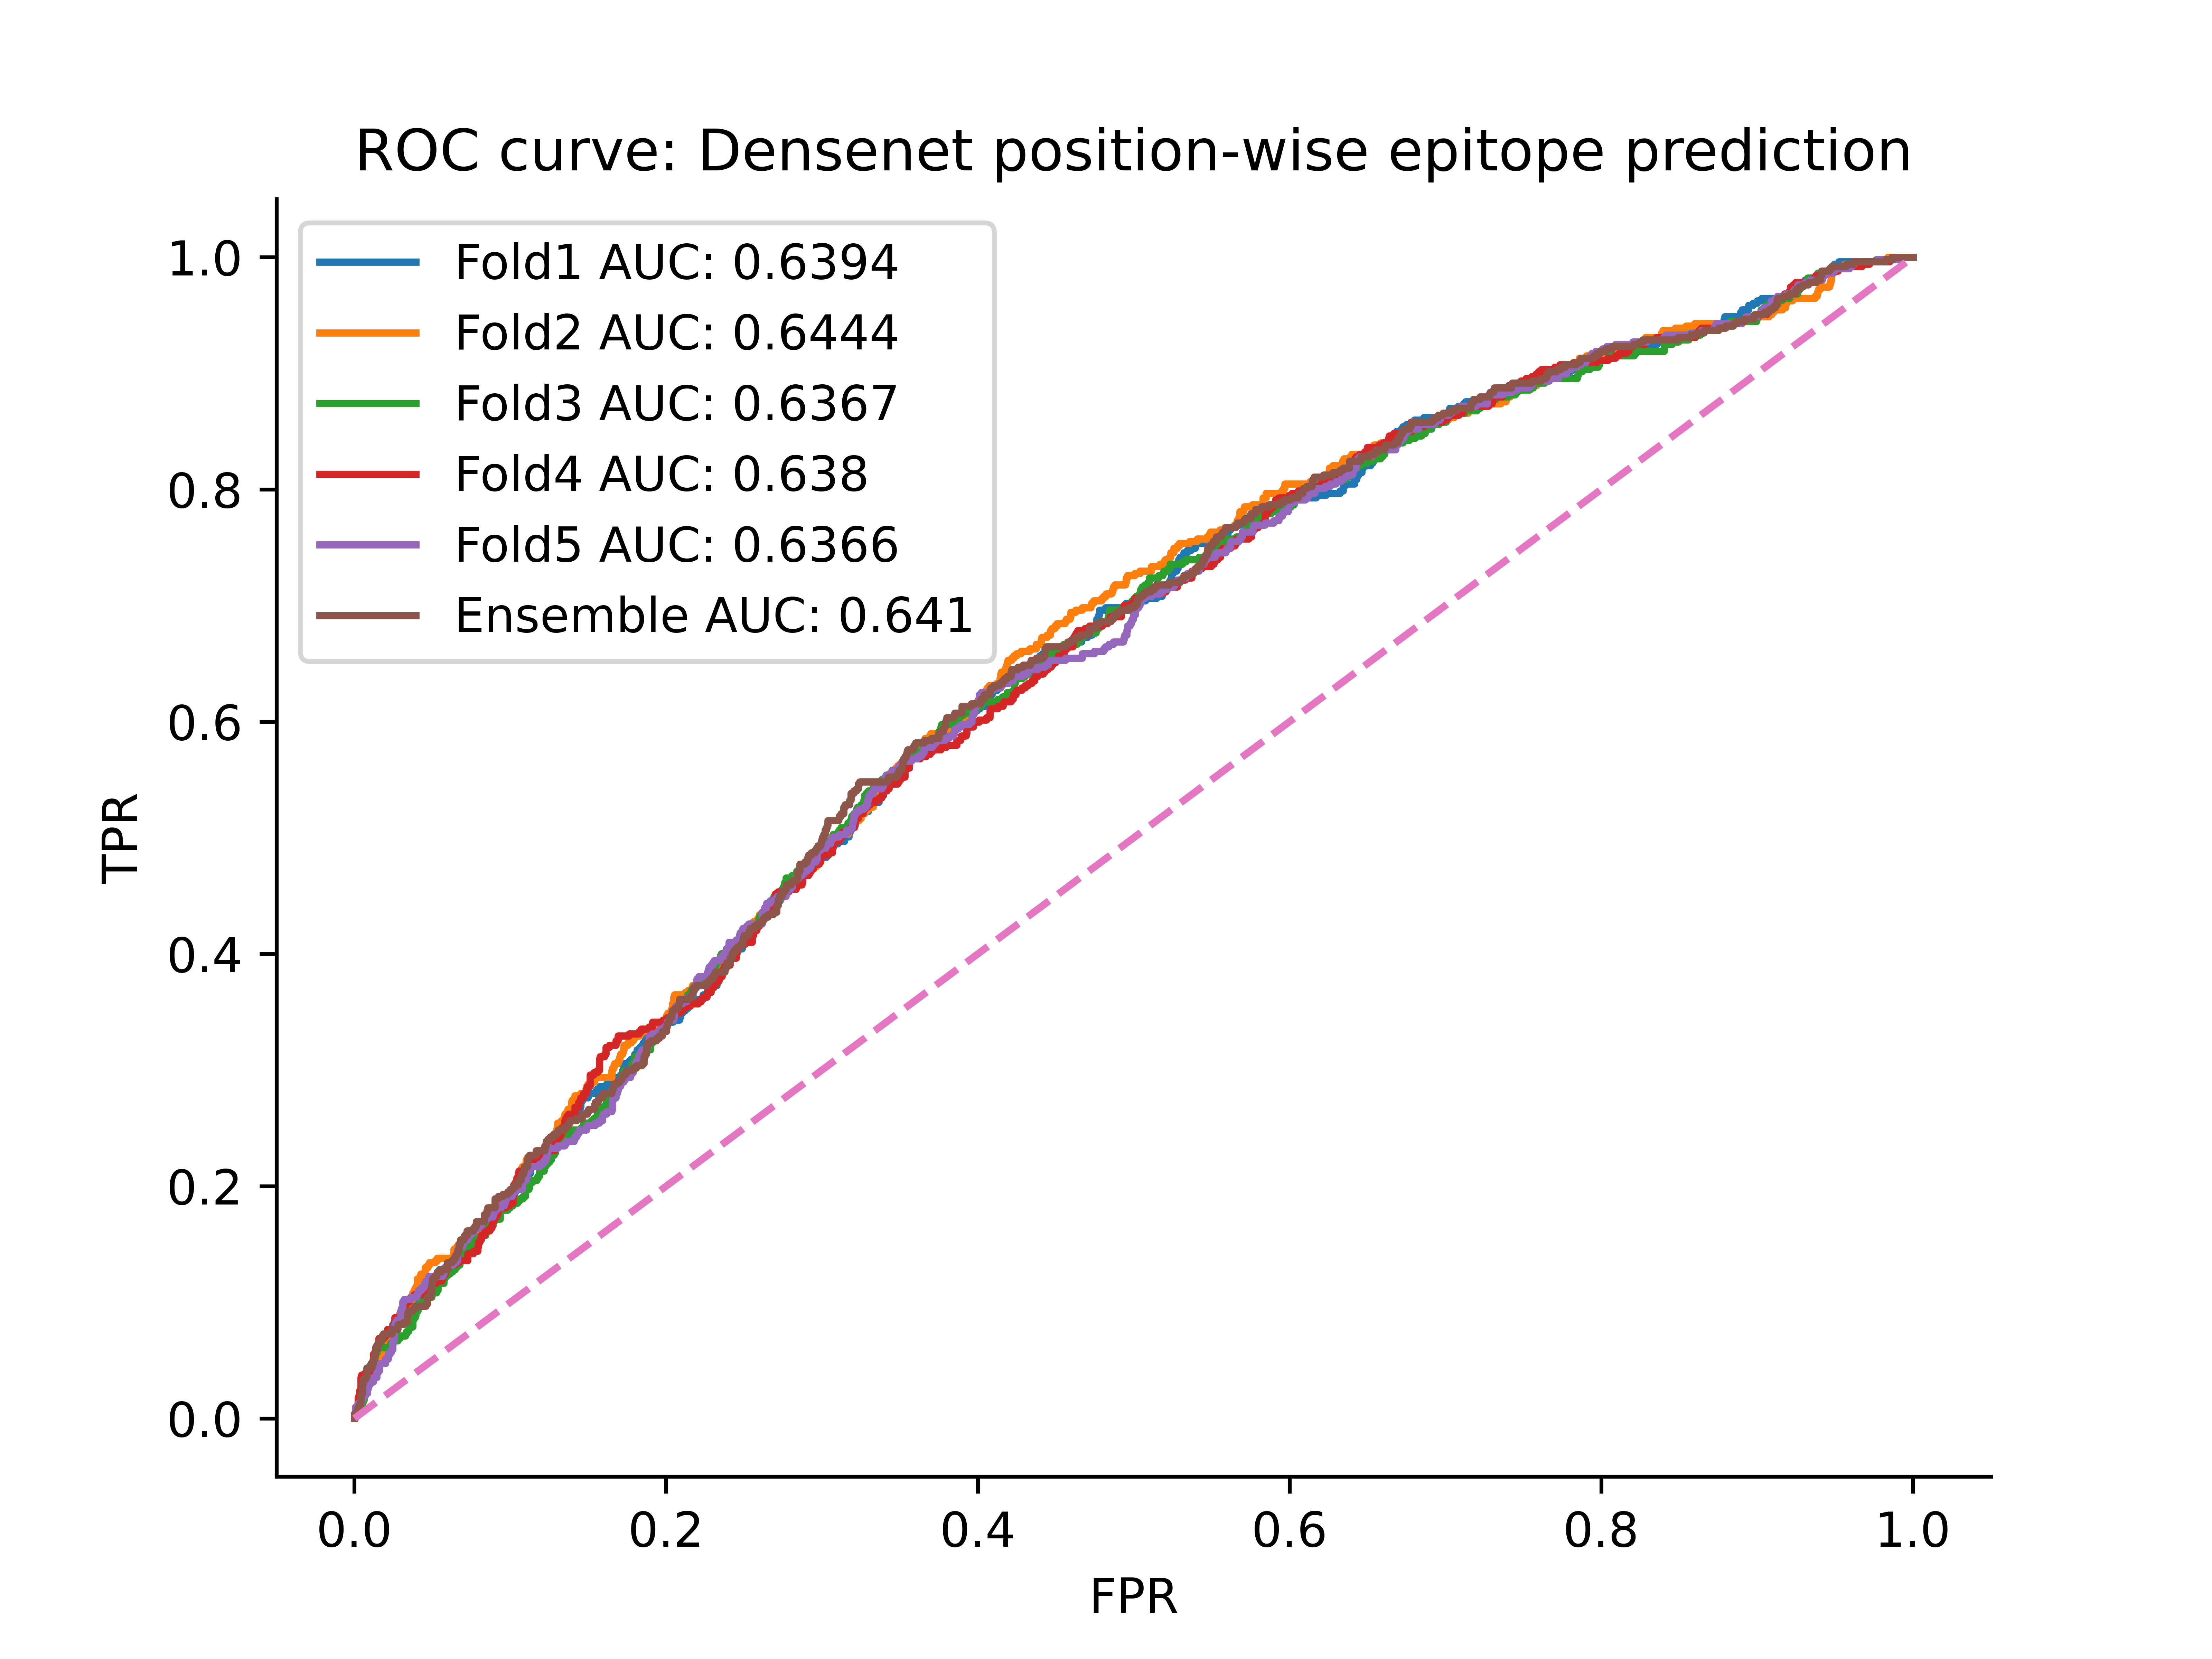 ROC curve: Densenet position-wise epitope prediction
Fold1 AUC: 0.6394
Fold2 AUC: 0.6444
Fold3 AUC: 0.6367
Fold4 AUC: 0.638
Fold5 AUC: 0.6366
Ensemble AUC: 0.641
1.0
0.8
0.6
0.4
0.2
0.0
TPR
0.0 0.2 0.4 0.6 0.8 1.0
FPR